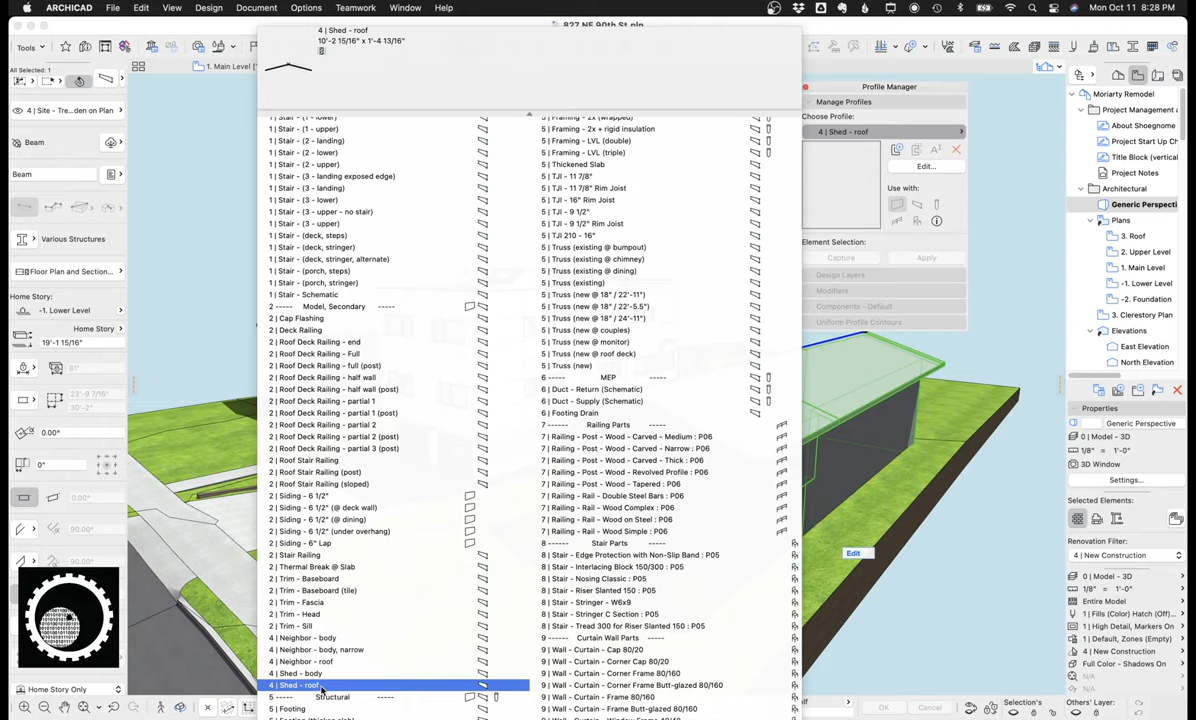 ARCHICAD File Edit View Design Document Options Teamwork Window Help
Mon Oct 11 8:28 PM
827 NE 90th St.pln
Tools
1. Main Level
All Selected: 1
4 | Site - Tre...den on Plan
Beam
Beam
Various Structures
Floor Plan and Section...
Home Story:
-1. Lower Level
Home Story
19'-1 15/16"
81'
23'-9 7/16"
30'-2"
0.00°
0°
0.00°
90.00°
90.00°
Home Story Only
4 | Shed - roof
10'-2 15/16" x 1'-4 13/16"
1 | Stair - (1 - lower)
1 | Stair - (1 - upper)
1 | Stair - (2 - landing)
1 | Stair - (2 - lower)
1 | Stair - (2 - upper)
1 | Stair - (3 - landing exposed edge)
1 | Stair - (3 - landing)
1 | Stair - (3 - lower)
1 | Stair - (3 - upper - no stair)
1 | Stair - (3 - upper)
1 | Stair - (deck, steps)
1 | Stair - (deck, stringer)
1 | Stair - (deck, stringer, alternate)
1 | Stair - (porch, steps)
1 | Stair - (porch, stringer)
1 | Stair - Schematic
2 ----- Model, Secondary -----
2 | Cap Flashing
2 | Deck Railing
2 | Roof Deck Railing - end
2 | Roof Deck Railing - Full
2 | Roof Deck Railing - full (post)
2 | Roof Deck Railing - half wall
2 | Roof Deck Railing - half wall (post)
2 | Roof Deck Railing - partial 1
2 | Roof Deck Railing - partial 1 (post)
2 | Roof Deck Railing - partial 2
2 | Roof Deck Railing - partial 2 (post)
2 | Roof Deck Railing - partial 3 (post)
2 | Roof Stair Railing
2 | Roof Stair Railing (post)
2 | Roof Stair Railing (sloped)
2 | Siding - 6 1/2"
2 | Siding - 6 1/2" (@ deck wall)
2 | Siding - 6 1/2" (@ dining)
2 | Siding - 6 1/2" (under overhang)
2 | Siding - 6" Lap
2 | Stair Railing
2 | Thermal Break @ Slab
2 | Trim - Baseboard
2 | Trim - Baseboard (tile)
2 | Trim - Fascia
2 | Trim - Head
2 | Trim - Sill
4 | Neighbor - body
4 | Neighbor - body, narrow
4 | Neighbor - roof
4 | Shed - body
4 | Shed - roof
5 ----- Structural -----
5 | Footing
5 | Footing (thicker slab)
5 | Framing - 2x (wrapped)
5 | Framing - 2x + rigid insulation
5 | Framing - LVL (double)
5 | Framing - LVL (triple)
5 | Thickened Slab
5 | TJI - 11 7/8"
5 | TJI - 11 7/8" Rim Joist
5 | TJI - 16" Rim Joist
5 | TJI - 9 1/2"
5 | TJI - 9 1/2" Rim Joist
5 | TJI 210 - 16"
5 | Truss (existing @ bumpout)
5 | Truss (existing @ chimney)
5 | Truss (existing @ dining)
5 | Truss (existing)
5 | Truss (new @ 18" / 22'-11")
5 | Truss (new @ 18" / 22'-5.5")
5 | Truss (new @ 18" / 24'-11")
5 | Truss (new @ couples)
5 | Truss (new @ monitor)
5 | Truss (new @ roof deck)
5 | Truss (new)
6 ----- MEP -----
6 | Duct - Return (Schematic)
6 | Duct - Supply (Schematic)
6 | Footing Drain
7 ----- Railing Parts -----
7 | Railing - Post - Wood - Carved - Medium : P06
7 | Railing - Post - Wood - Carved - Narrow : P06
7 | Railing - Post - Wood - Carved - Thick : P06
7 | Railing - Post - Wood - Revolved Profile : P06
7 | Railing - Post - Wood - Tapered : P06
7 | Railing - Rail - Double Steel Bars : P06
7 | Railing - Rail - Wood Complex : P06
7 | Railing - Rail - Wood on Steel : P06
7 | Railing - Rail - Wood Simple : P06
8 ----- Stair Parts -----
8 | Stair - Edge Protection with Non-Slip Band : P05
8 | Stair - Interlacing Block 150/300 : P05
8 | Stair - Nosing Classic : P05
8 | Stair - Riser Slanted 150 : P05
8 | Stair - Stringer - W6x9
8 | Stair - Stringer C Section : P05
8 | Stair - Tread 300 for Riser Slanted 150 : P05
9 ----- Curtain Wall Parts -----
9 | Wall - Curtain - Cap 80/20
9 | Wall - Curtain - Corner Cap 80/20
9 | Wall - Curtain - Corner Frame 80/160
9 | Wall - Curtain - Corner Frame Butt-glazed 80/160
9 | Wall - Curtain - Frame 80/160
9 | Wall - Curtain - Frame Butt-glazed 80/160
Profile Manager
Manage Profiles
Choose Profile:
4 | Shed - roof
Edit...
Use with:
Element Selection:
Capture
Apply
Design Layers
Modifiers
Components - Default
Uniform Profile Contours
Edit
OK
Cancel
Moriarty Remodel
Project Management a
About Shoegnome
Project Start Up Ch
Title Block (vertical
Project Notes
Architectural
Generic Perspecti
Plans
3. Roof
2. Upper Level
1. Main Level
-1. Lower Level
-2. Foundation
3. Clerestory Plan
Elevations
East Elevation
North Elevation
Properties
Generic Perspective
0 | Model - 3D
1/8" = 1'-0"
3D Window
Settings...
Selected Elements:
Renovation Filter:
4 | New Construction
0 | Model - 3D
1/8" = 1'-0"
Entire Model
1 | Fills (Color) Hatch (Off)...
1 | High Detail, Markers On
1 | Default, Zones (Empty)
4 | New Construction
Full Color - Shadows On
N/A
N/A
Others' Layer: